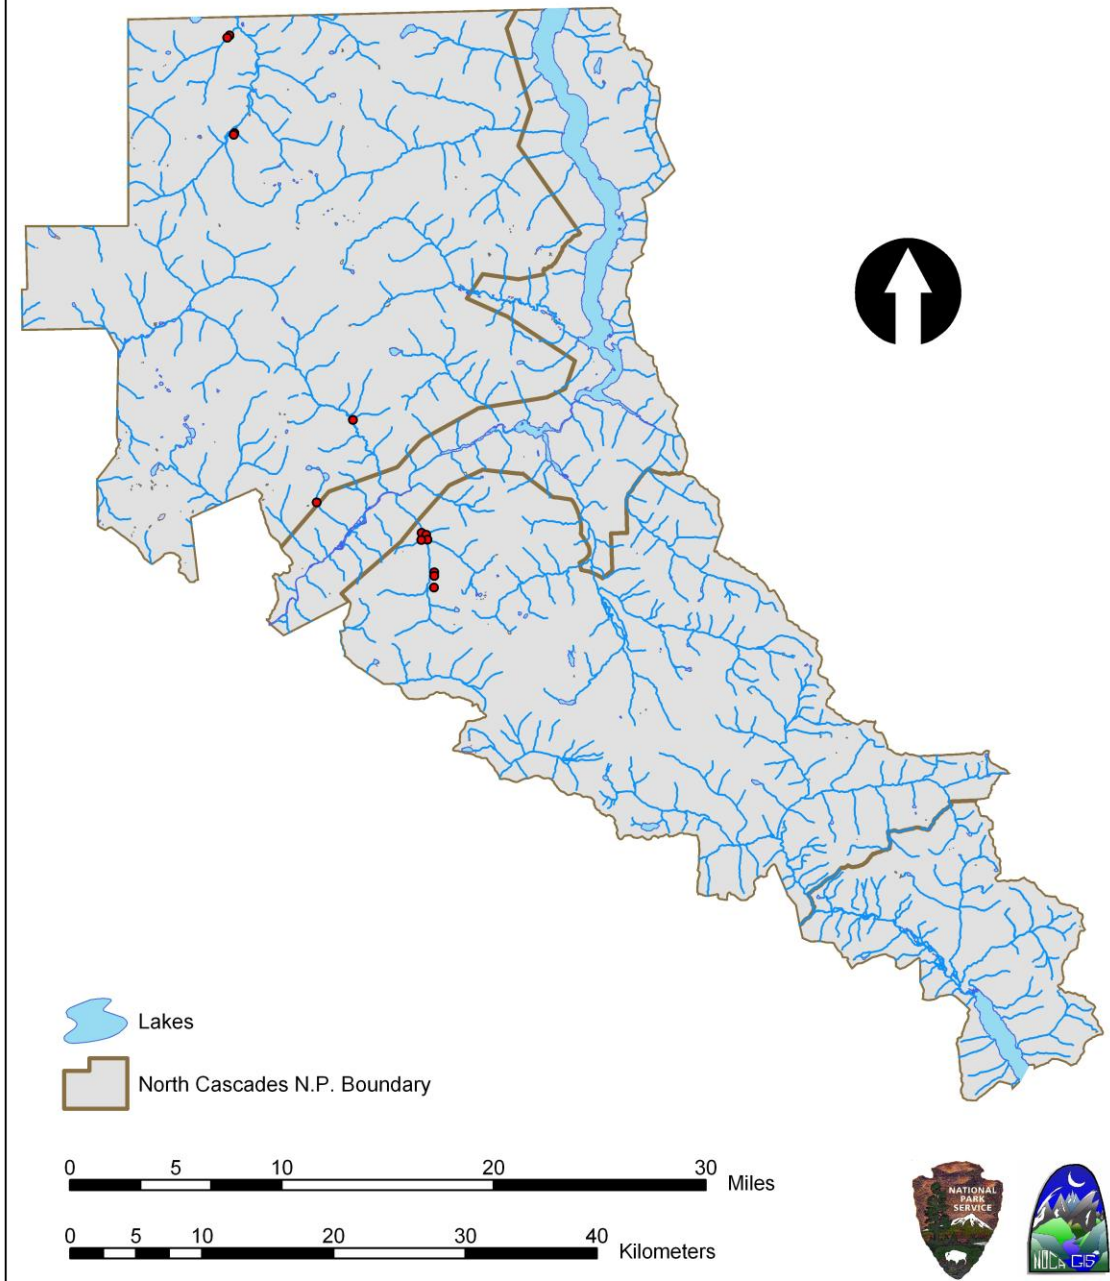 Lakes
North Cascades N.P. Boundary
0 5 10 20 30
Miles
0 5 10 20 30 40
Kilometers
NATIONAL
PARK
SERVICE
NOCA GIS